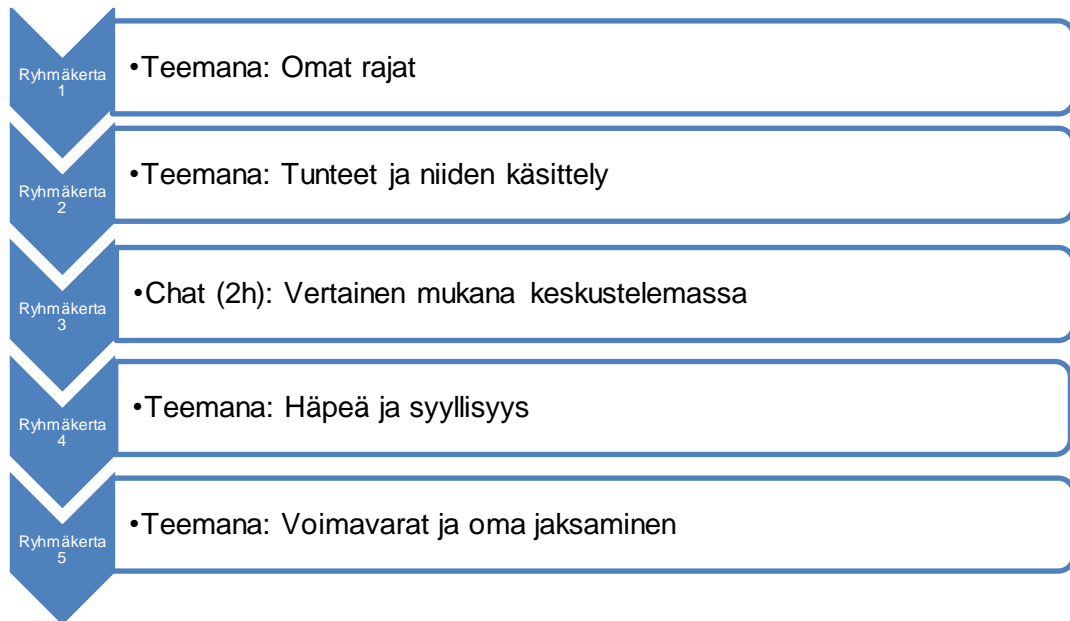 Ryhmäkerta
1
•Teemana: Omat rajat
Ryhmäkerta
2
•Teemana: Tunteet ja niiden käsittely
Ryhmäkerta
3
•Chat (2h): Vertainen mukana keskustelemassa
Ryhmäkerta
4
•Teemana: Häpeä ja syyllisyys
Ryhmäkerta
5
•Teemana: Voimavarat ja oma jaksaminen